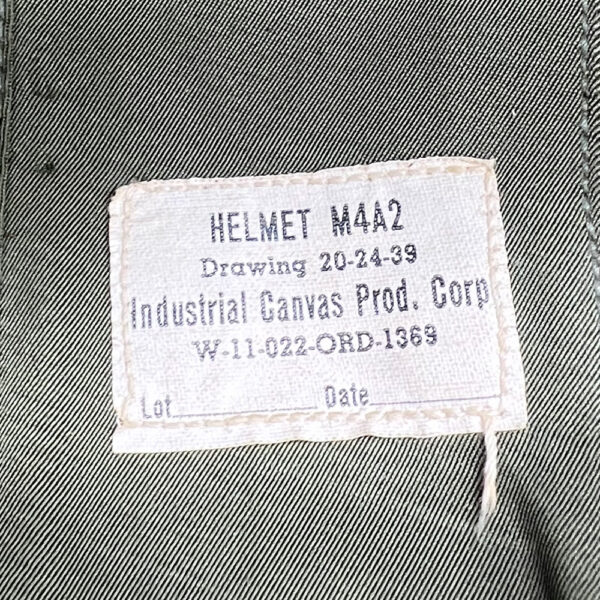 HELMET M4A2
Drawing 20-24-39
Industrial Canvas Prod. Corp
W-11-022-ORD-1369
Lot Date